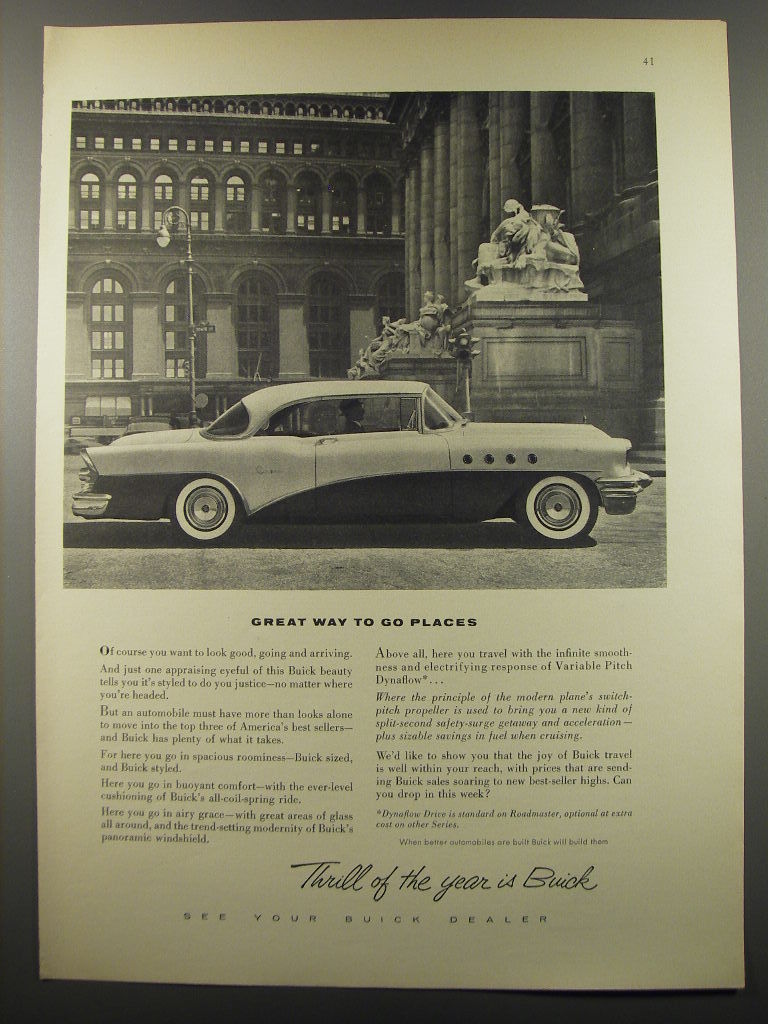 41
GREAT WAY TO GO PLACES
Of course you want to look good, going and arriving.
And just one appraising eyeful of this Buick beauty
tells you it's styled to do you justice—no matter where
you're headed.
But an automobile must have more than looks alone
to move into the top three of America's best sellers—
and Buick has plenty of what it takes.
For here you go in spacious roominess—Buick sized,
and Buick styled.
Here you go in buoyant comfort—with the ever-level
cushioning of Buick's all-coil-spring ride.
Here you go in airy grace—with great areas of glass
all around, and the trend-setting modernity of Buick's
panoramic windshield.
Above all, here you travel with the infinite smooth-
ness and electrifying response of Variable Pitch
Dynaflow*...
Where the principle of the modern plane's switch-
pitch propeller is used to bring you a new kind of
split-second safety-surge getaway and acceleration—
plus sizable savings in fuel when cruising.
We'd like to show you that the joy of Buick travel
is well within your reach, with prices that are send-
ing Buick sales soaring to new best-seller highs. Can
you drop in this week?
*Dynaflow Drive is standard on Roadmaster, optional at extra
cost on other Series.
When better automobiles are built Buick will build them
Thrill of the year is Buick
SEE YOUR BUICK DEALER